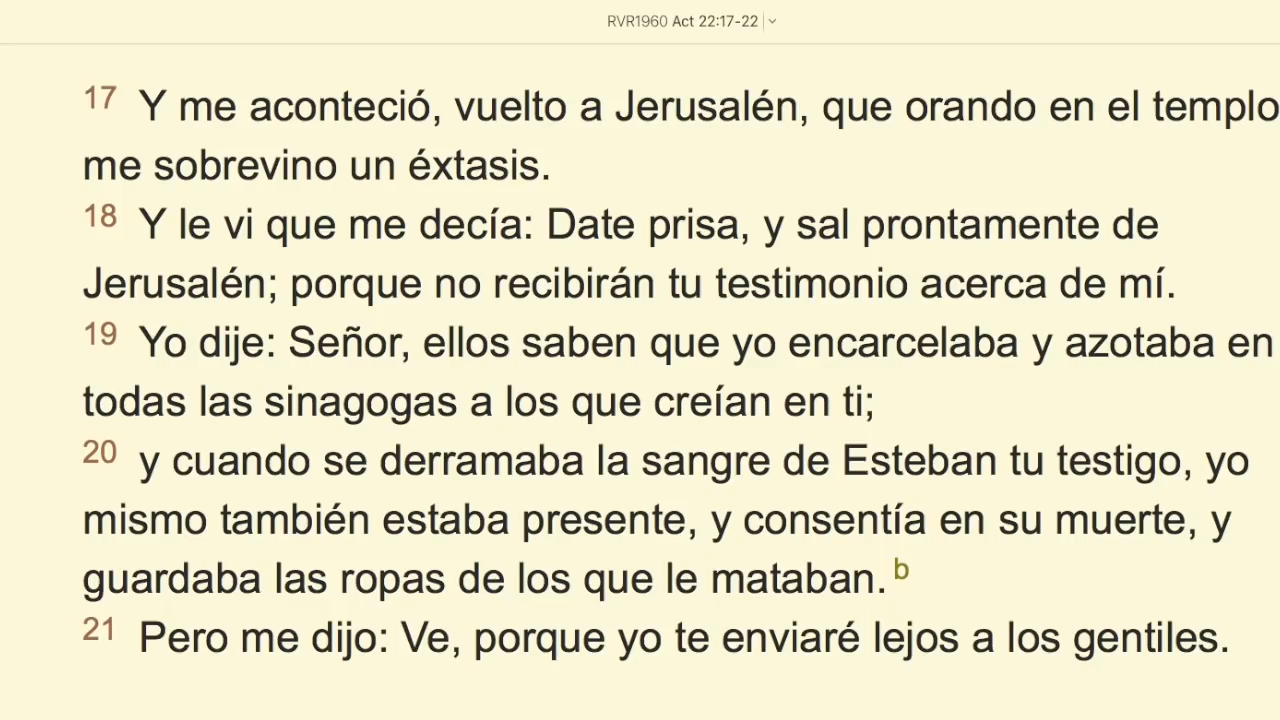 RVR1960 Act 22:17-22
17 Y me aconteció, vuelto a Jerusalén, que orando en el templo
me sobrevino un éxtasis.
18 Y le vi que me decía: Date prisa, y sal prontamente de
Jerusalén; porque no recibirán tu testimonio acerca de mí.
19 Yo dije: Señor, ellos saben que yo encarcelaba y azotaba en
todas las sinagogas a los que creían en ti;
20 y cuando se derramaba la sangre de Esteban tu testigo, yo
mismo también estaba presente, y consentía en su muerte, y
guardaba las ropas de los que le mataban. b
21 Pero me dijo: Ve, porque yo te enviaré lejos a los gentiles.